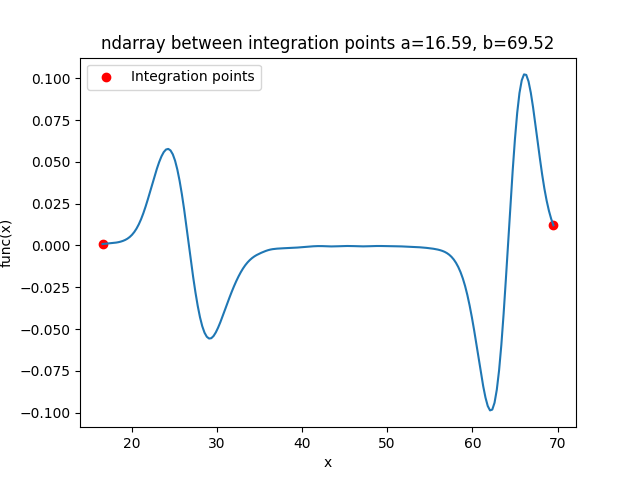 ndarray between integration points a=16.59, b=69.52
Integration points
0.100
0.075
0.050
0.025
0.000
−0.025
−0.050
−0.075
−0.100
func(x)
20 30 40 50 60 70
x